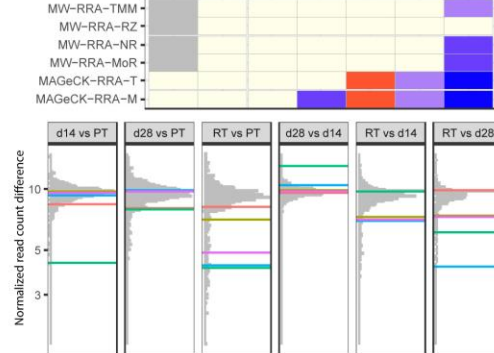 MW−RRA−TMM
MW−RRA−RZ
MW−RRA−NR
MW−RRA−MoR
MAGeCK−RRA−T
MAGeCK−RRA−M
d14 vs PT d28 vs PT RT vs PT d28 vs d14 RT vs d14 RT vs d28
Normalized read count difference
10
5
3